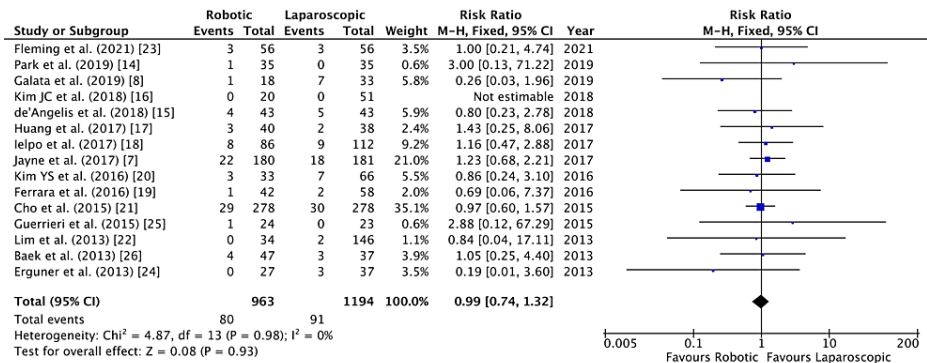 Robotic Laparoscopic Risk Ratio Risk Ratio
Study or Subgroup Events Total Events Total Weight M-H, Fixed, 95% CI Year M-H, Fixed, 95% CI
Fleming et al. (2021) [23] 3 56 3 56 3.5% 1.00 [0.21, 4.74] 2021
Park et al. (2019) [14] 1 35 0 35 0.6% 3.00 [0.13, 71.22] 2019
Galata et al. (2019) [8] 1 18 7 33 5.8% 0.26 [0.03, 1.96] 2019
Kim JC et al. (2018) [16] 0 20 0 51 Not estimable 2018
de'Angelis et al. (2018) [15] 4 43 5 43 5.9% 0.80 [0.23, 2.78] 2018
Huang et al. (2017) [17] 3 40 2 38 2.4% 1.43 [0.25, 8.06] 2017
Ielpo et al. (2017) [18] 8 86 9 112 9.2% 1.16 [0.47, 2.88] 2017
Jayne et al. (2017) [7] 22 180 18 181 21.0% 1.23 [0.68, 2.21] 2017
Kim YS et al. (2016) [20] 3 33 7 66 5.5% 0.86 [0.24, 3.10] 2016
Ferrara et al. (2016) [19] 1 42 2 58 2.0% 0.69 [0.06, 7.37] 2016
Cho et al. (2015) [21] 29 278 30 278 35.1% 0.97 [0.60, 1.57] 2015
Guerrieri et al. (2015) [25] 1 24 0 23 0.6% 2.88 [0.12, 67.29] 2015
Lim et al. (2013) [22] 0 34 2 146 1.1% 0.84 [0.04, 17.11] 2013
Baek et al. (2013) [26] 4 47 3 37 3.9% 1.05 [0.25, 4.40] 2013
Erguner et al. (2013) [24] 0 27 3 37 3.5% 0.19 [0.01, 3.60] 2013
Total (95% CI) 963 1194 100.0% 0.99 [0.74, 1.32]
Total events 80 91
Heterogeneity: Chi² = 4.87, df = 13 (P = 0.98); I² = 0%
Test for overall effect: Z = 0.08 (P = 0.93)
0.005 0.1 1 10 200
Favours Robotic Favours Laparoscopic